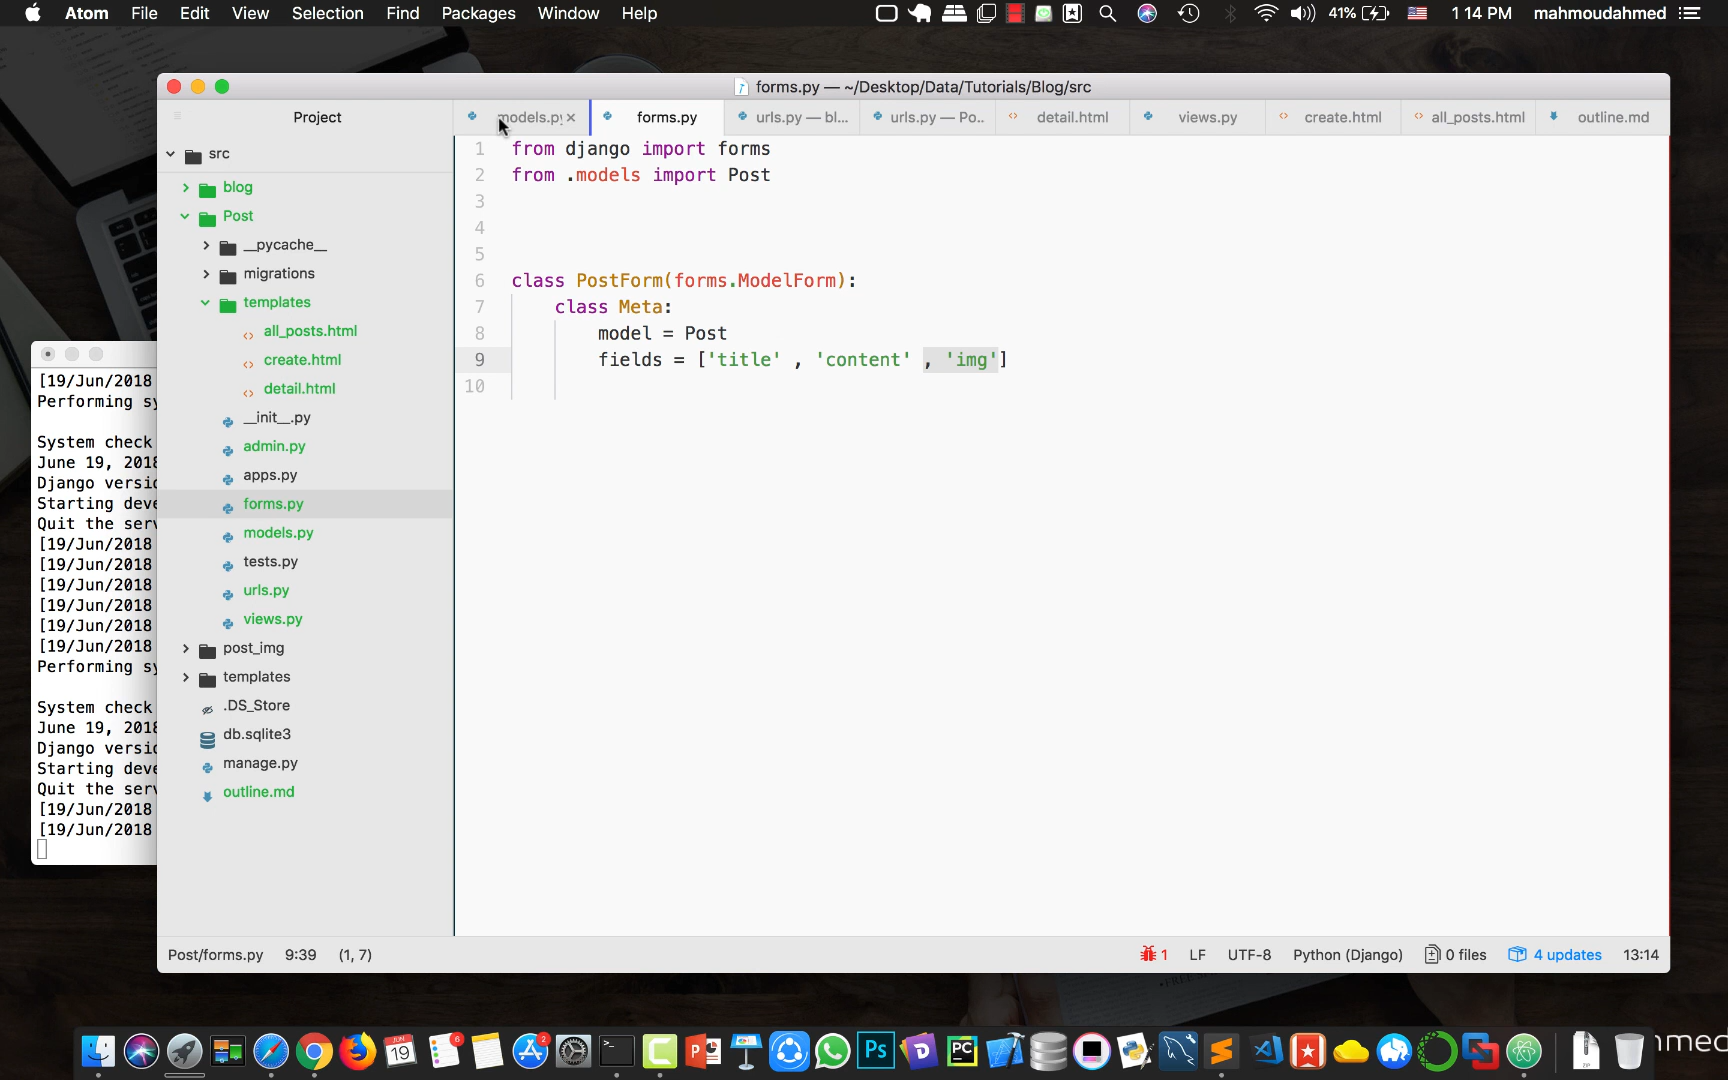 Atom File Edit View Selection Find Packages Window Help
41% 1 14 PM mahmoudahmed
forms.py — ~/Desktop/Data/Tutorials/Blog/src
Project
models.py forms.py urls.py — bl... urls.py — Po.. detail.html views.py create.html all_posts.html outline.md
src
blog
Post
__pycache__
migrations
templates
all_posts.html
create.html
detail.html
__init__.py
admin.py
apps.py
forms.py
models.py
tests.py
urls.py
views.py
post_img
templates
.DS_Store
db.sqlite3
manage.py
outline.md
1 from django import forms
2 from .models import Post
3
4
5
6 class PostForm(forms.ModelForm):
7 class Meta:
8 model = Post
9 fields = ['title' , 'content' , 'img']
10
[19/Jun/2018
Performing sy
System check
June 19, 2018
Django versio
Starting deve
Quit the serv
[19/Jun/2018
[19/Jun/2018
[19/Jun/2018
[19/Jun/2018
[19/Jun/2018
[19/Jun/2018
Performing sy
System check
June 19, 2018
Django versio
Starting deve
Quit the serv
[19/Jun/2018
[19/Jun/2018
Post/forms.py 9:39 (1, 7)
1 LF UTF-8 Python (Django) 0 files 4 updates 13:14
19 6 2 Ps PC ZIP
hmed